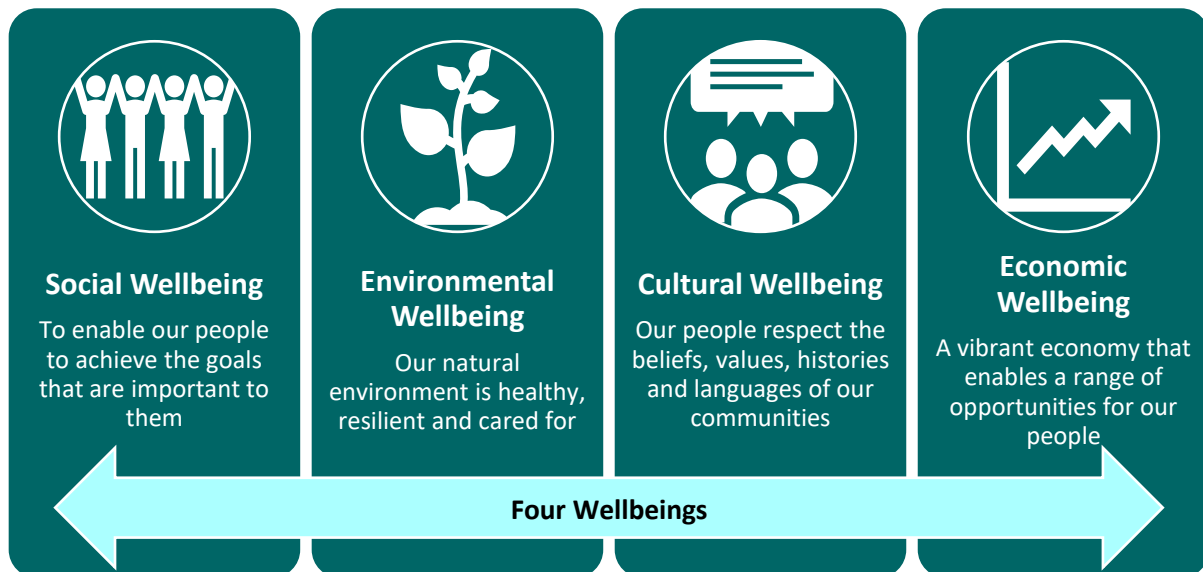 Social Wellbeing
To enable our people
to achieve the goals
that are important to
them
Environmental
Wellbeing
Our natural
environment is healthy,
resilient and cared for
Cultural Wellbeing
Our people respect the
beliefs, values, histories
and languages of our
communities
Economic
Wellbeing
A vibrant economy that
enables a range of
opportunities for our
people
Four Wellbeings